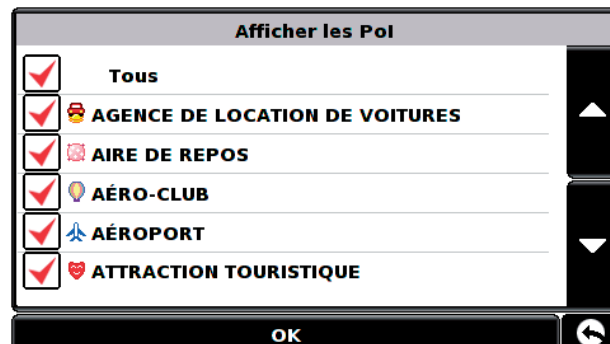 Afficher les PoI
Tous
AGENCE DE LOCATION DE VOITURES
AIRE DE REPOS
AÉRO-CLUB
AÉROPORT
ATTRACTION TOURISTIQUE
OK